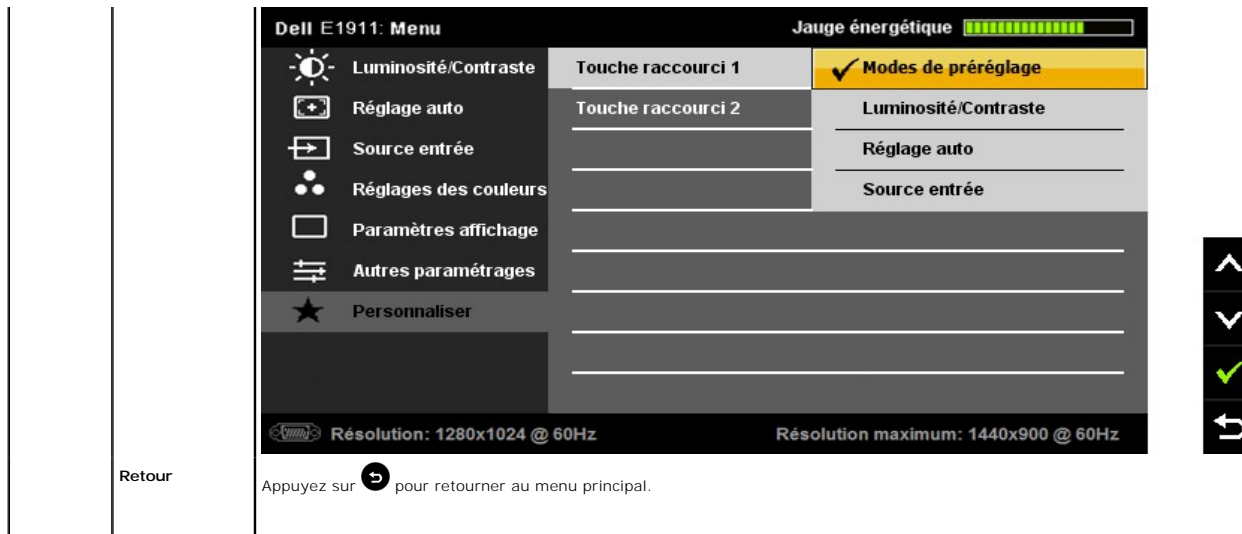 Dell E1911: Menu Jauge énergétique
Luminosité/Contraste Touche raccourci 1 Modes de préréglage
Réglage auto Touche raccourci 2 Luminosité/Contraste
Source entrée Réglage auto
Réglages des couleurs Source entrée
Paramètres affichage
Autres paramétrages
Personnaliser
Résolution: 1280x1024 @ 60Hz Résolution maximum: 1440x900 @ 60Hz
Retour Appuyez sur pour retourner au menu principal.